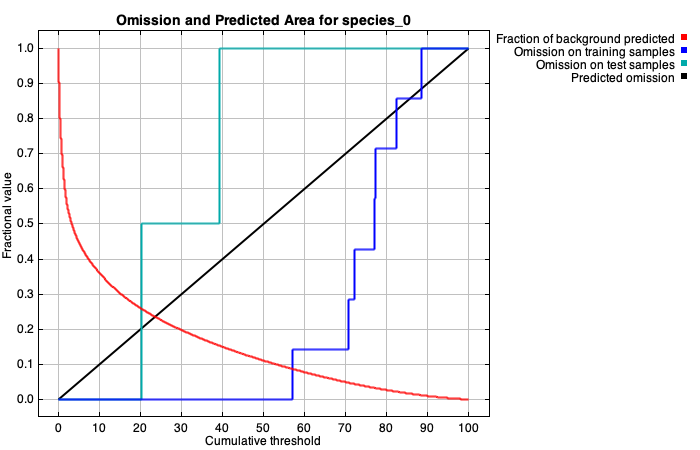 Omission and Predicted Area for species_0
Fraction of background predicted
Omission on training samples
Omission on test samples
Predicted omission
Fractional value
1.0
0.9
0.8
0.7
0.6
0.5
0.4
0.3
0.2
0.1
0.0
0 10 20 30 40 50 60 70 80 90 100
Cumulative threshold